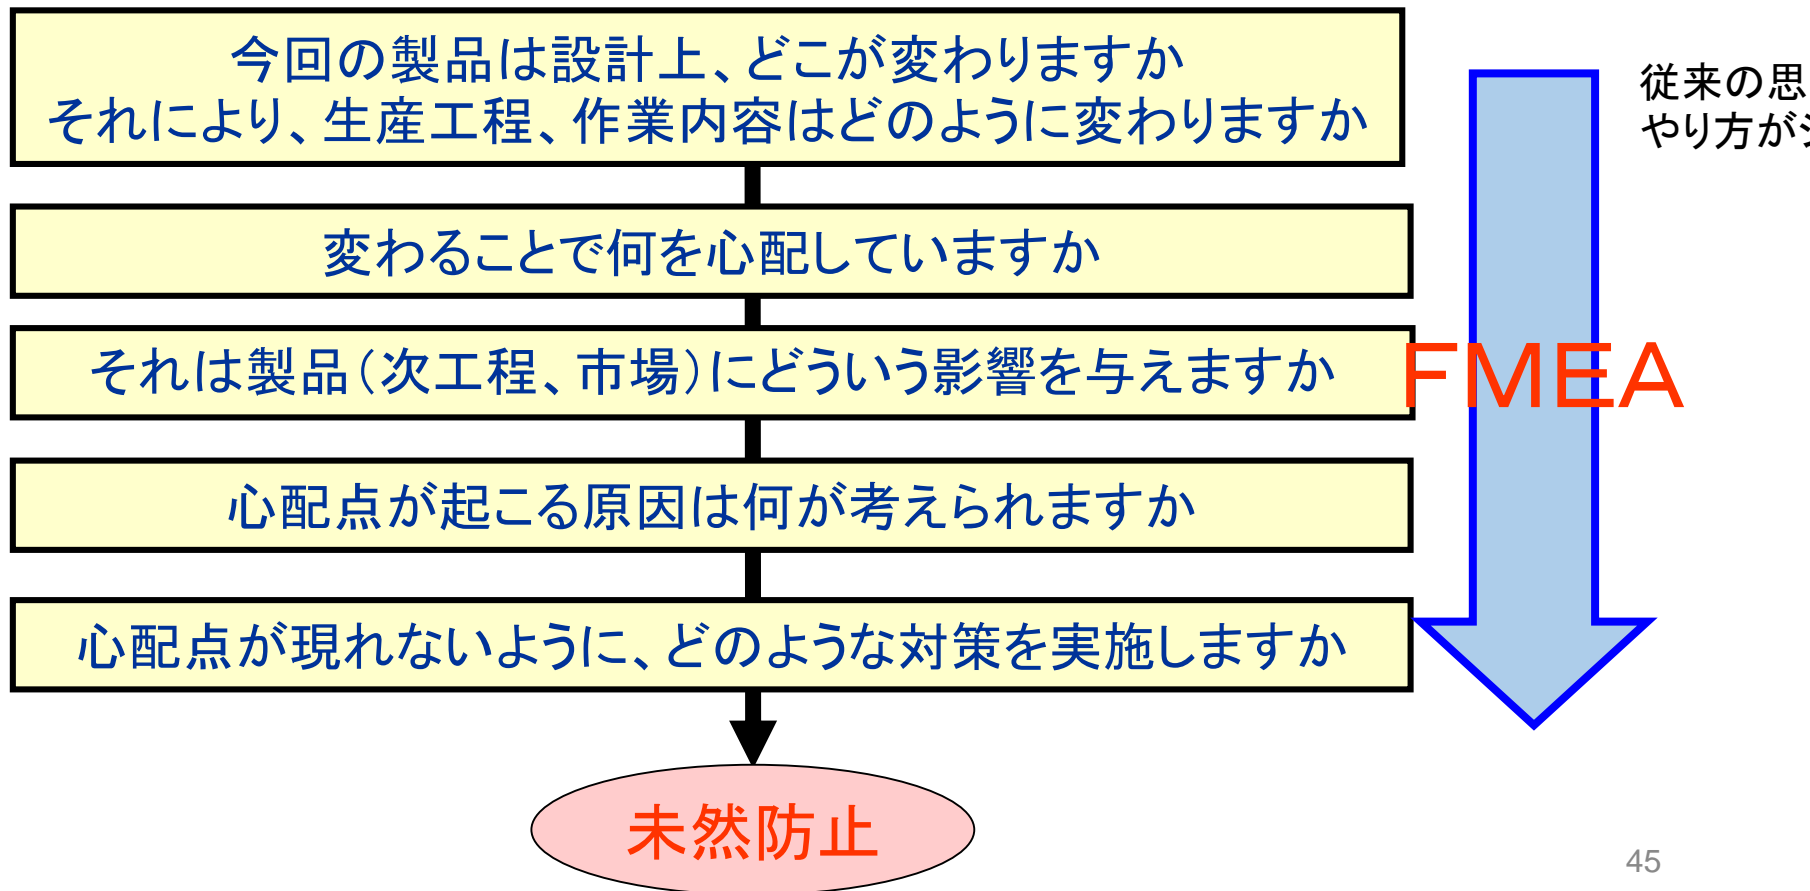 今回の製品は設計上、どこが変わりますか
それにより、生産工程、作業内容はどのように変わりますか
従来の思
やり方が
変わることで何を心配していますか
それは製品（次工程、市場）にどういう影響を与えますか
FMEA
心配点が起こる原因は何が考えられますか
心配点が現れないように、どのような対策を実施しますか
未然防止
45